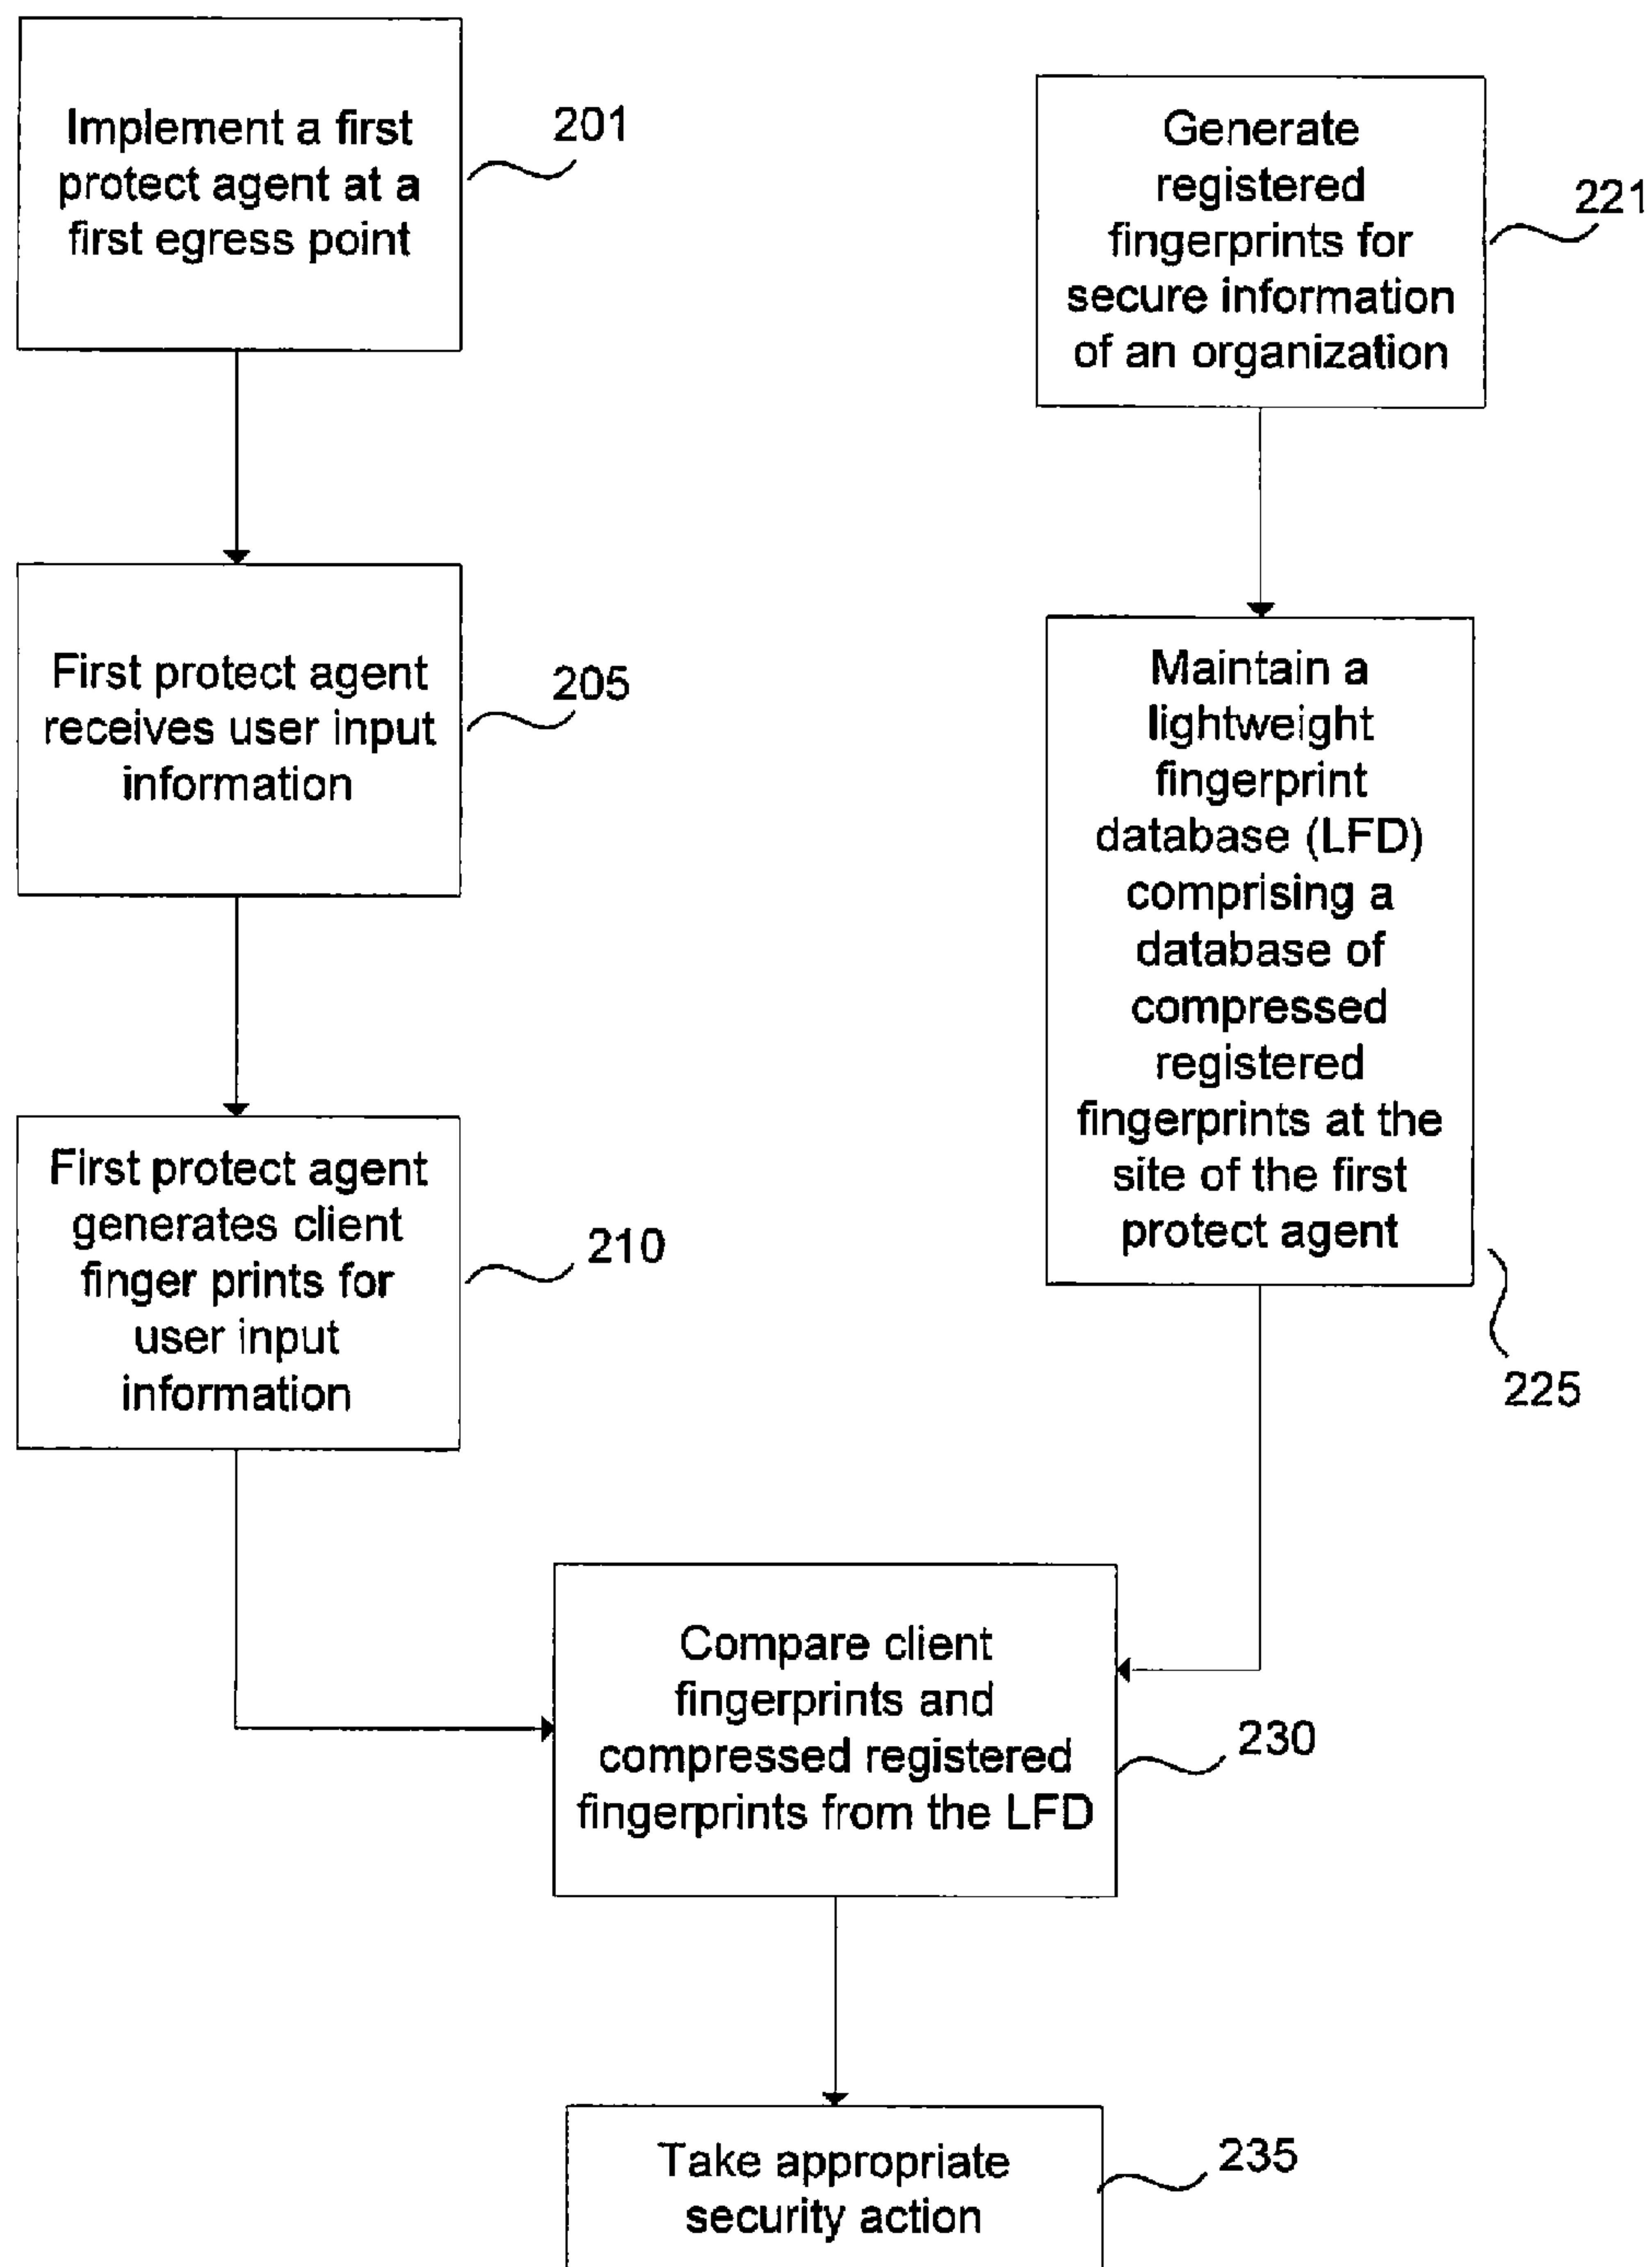 Implement a first
protect agent at a
first egress point
201
First protect agent
receives user input
information
205
First protect agent
generates client
finger prints for
user input
information
210
Generate
registered
fingerprints for
secure information
of an organization
221
Maintain a
lightweight
fingerprint
database (LFD)
comprising a
database of
compressed
registered
fingerprints at the
site of the first
protect agent
225
Compare client
fingerprints and
compressed registered
fingerprints from the LFD
230
Take appropriate
security action
235